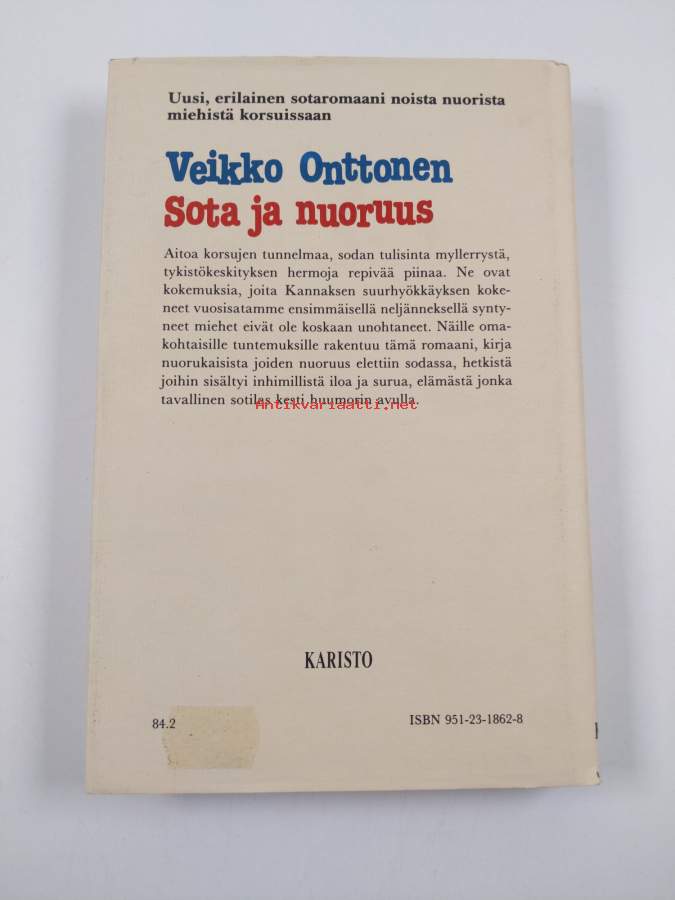 Uusi, erilainen sotaromaani noista nuorista
miehistä korsuissaan
Veikko Onttonen
Sota ja nuoruus
Aitoa korsujen tunnelmaa, sodan tulisinta myllerrystä,
tykistökeskityksen hermoja repivää piinaa. Ne ovat
kokemuksia, joita Kannaksen suurhyökkäyksen koke-
neet vuosisatamme ensimmäisellä neljänneksellä synty-
neet miehet eivät ole koskaan unohtaneet. Näille oma-
kohtaisille tuntemuksille rakentuu tämä romaani, kirja
nuorukaisista joiden nuoruus elettiin sodassa, hetkistä
joihin sisältyi inhimillistä iloa ja surua, elämästä jonka
tavallinen sotilas kesti huumorin avulla.
Antikvariaatti.net
KARISTO
84.2
ISBN 951-23-1862-8